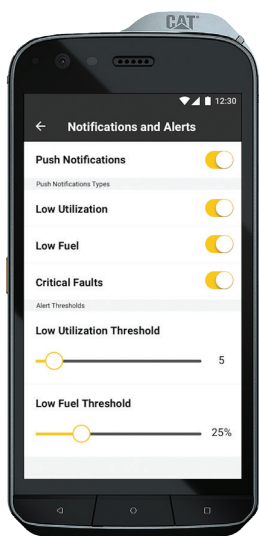 CAT
12:30
Notifications and Alerts
Push Notifications
Push Notifications Types
Low Utilization
Low Fuel
Critical Faults
Alert Thresholds
Low Utilization Threshold
5
Low Fuel Threshold
25%